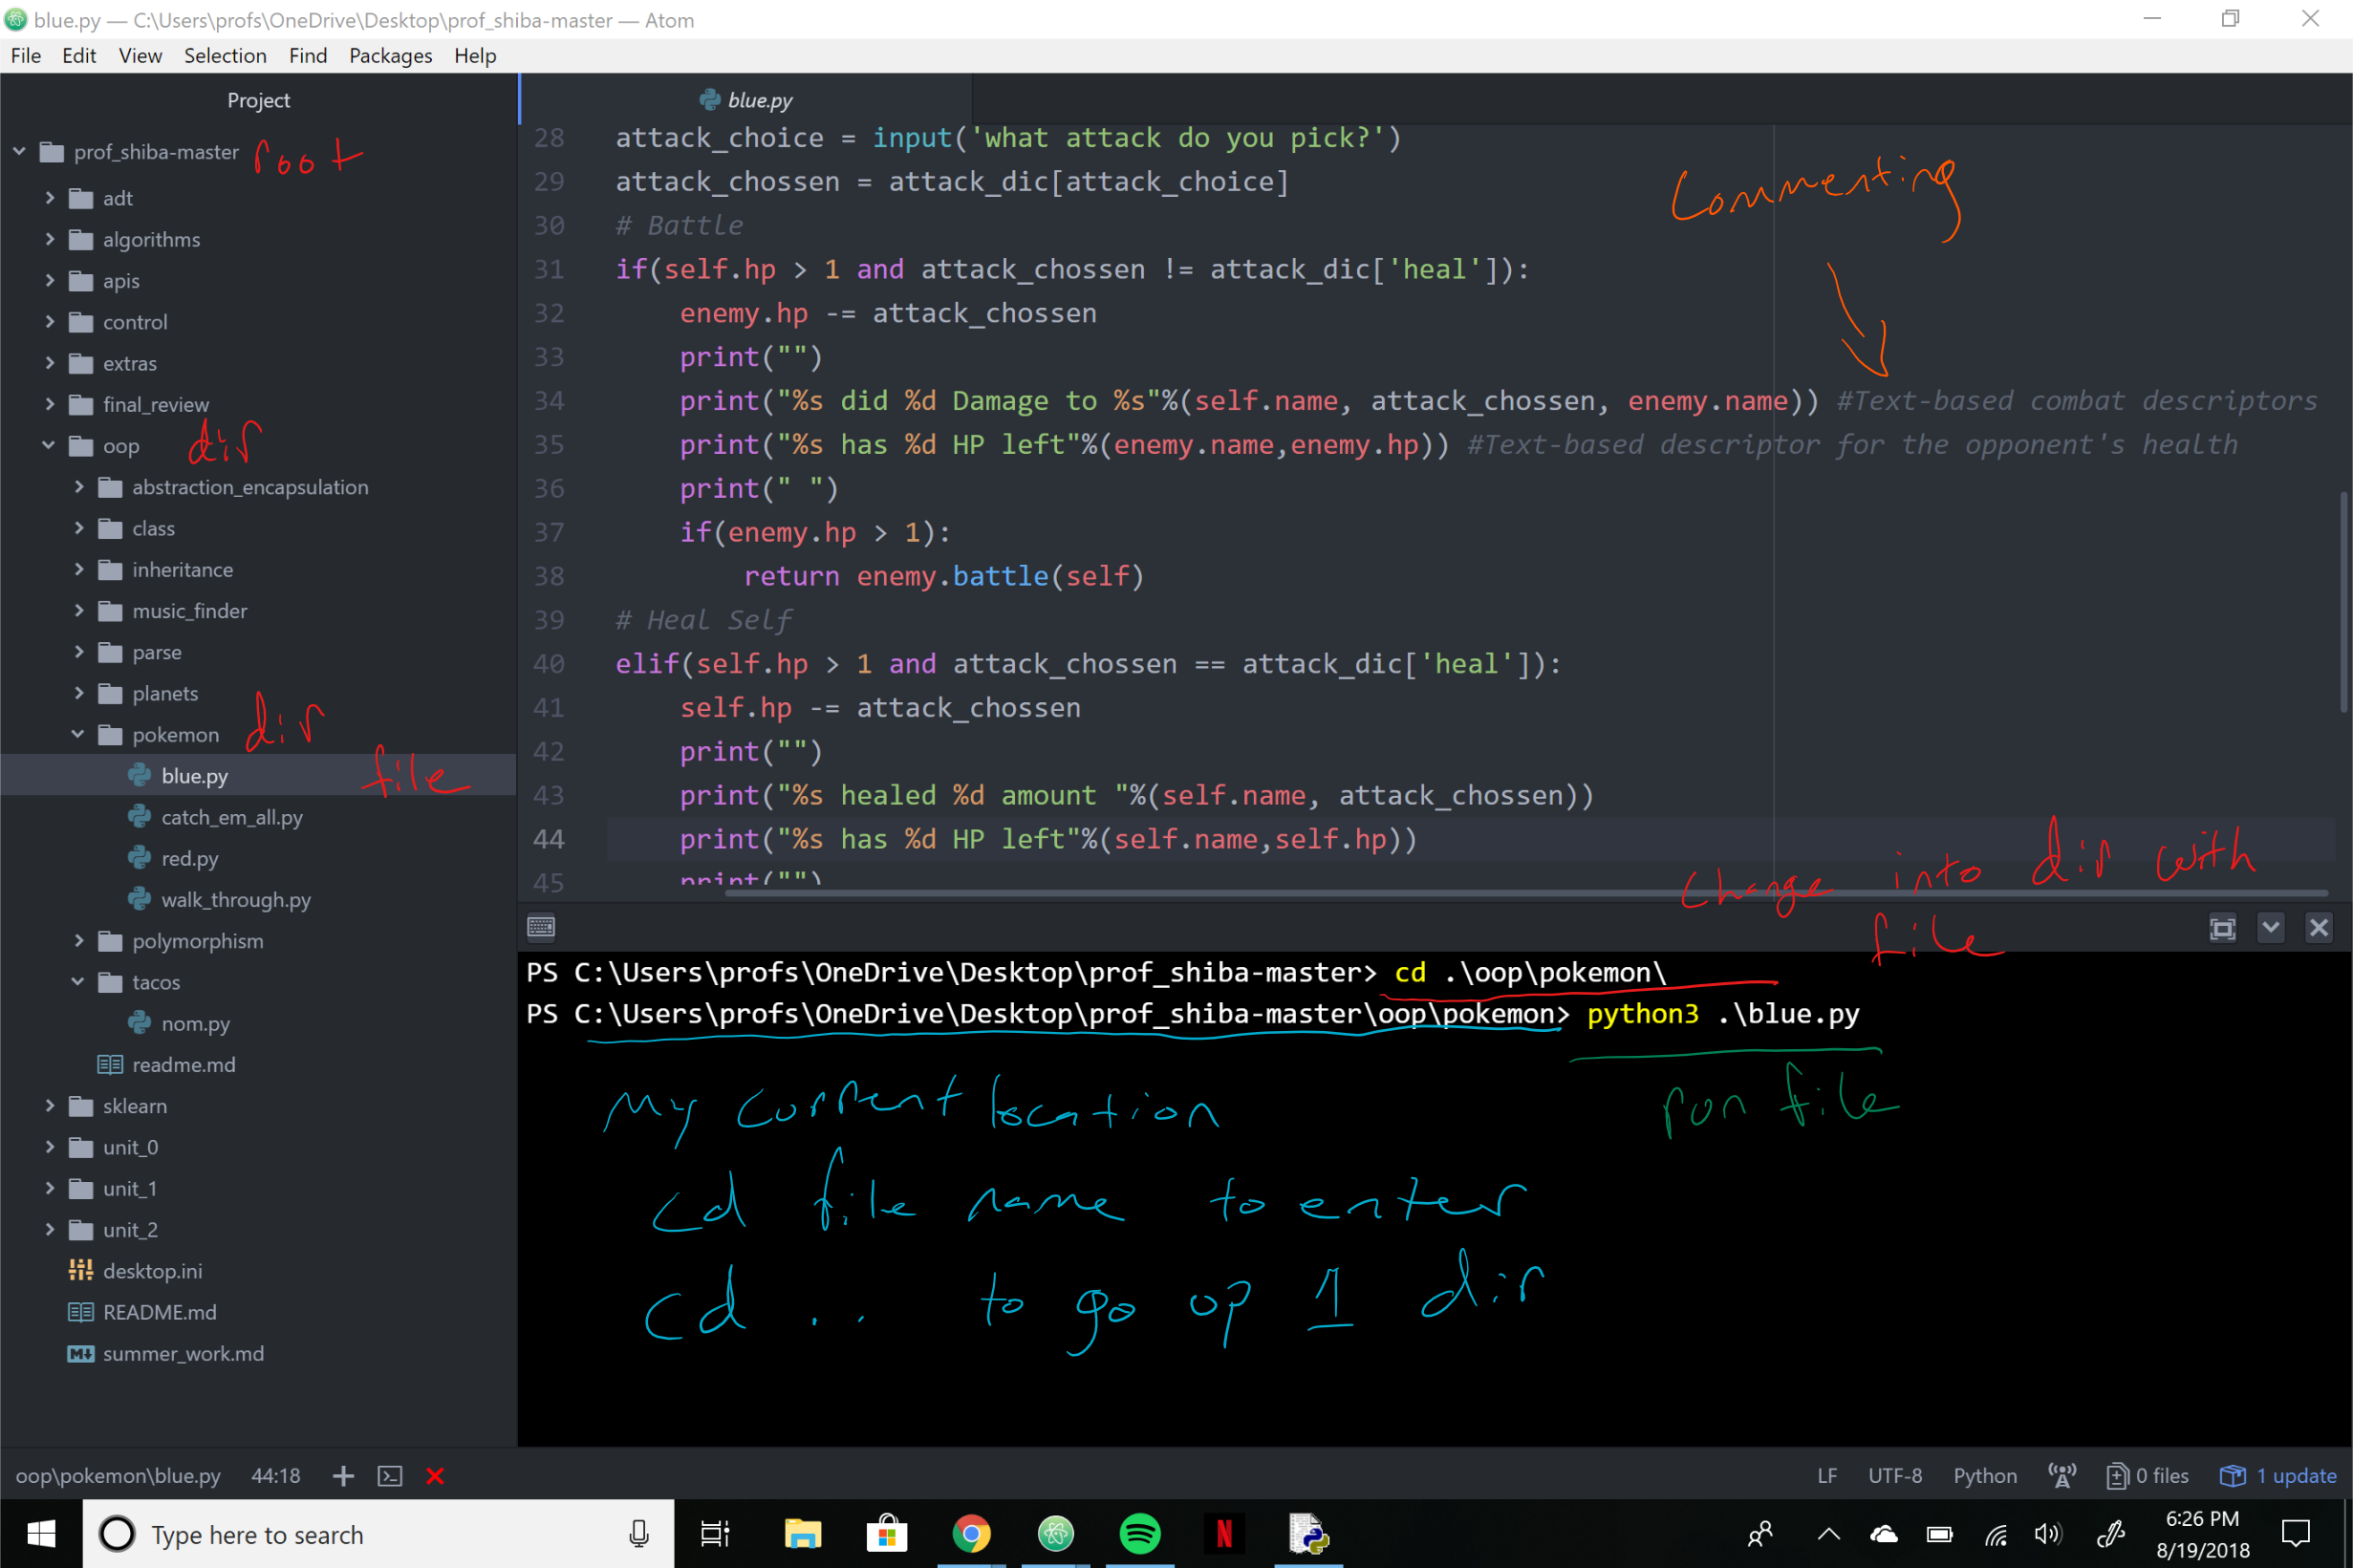 blue.py — C:\Users\profs\OneDrive\Desktop\prof_shiba-master — Atom
File Edit View Selection Find Packages Help
Project
prof_shiba-master root
adt
algorithms
apis
control
extras
final_review
oop dir
abstraction_encapsulation
class
inheritance
music_finder
parse
planets
pokemon dir
blue.py file
catch_em_all.py
red.py
walk_through.py
polymorphism
tacos
nom.py
readme.md
sklearn
unit_0
unit_1
unit_2
desktop.ini
README.md
summer_work.md
blue.py
28 attack_choice = input('what attack do you pick?')
29 attack_chossen = attack_dic[attack_choice]
30 # Battle
31 if(self.hp > 1 and attack_chossen != attack_dic['heal']):
32 enemy.hp -= attack_chossen
33 print("")
34 print("%s did %d Damage to %s"%(self.name, attack_chossen, enemy.name)) #Text-based combat descriptors
35 print("%s has %d HP left"%(enemy.name,enemy.hp)) #Text-based descriptor for the opponent's health
36 print(" ")
37 if(enemy.hp > 1):
38 return enemy.battle(self)
39 # Heal Self
40 elif(self.hp > 1 and attack_chossen == attack_dic['heal']):
41 self.hp -= attack_chossen
42 print("")
43 print("%s healed %d amount "%(self.name, attack_chossen))
44 print("%s has %d HP left"%(self.name,self.hp))
45 print("")
Commenting
change into dir with
file
PS C:\Users\profs\OneDrive\Desktop\prof_shiba-master> cd .\oop\pokemon\
PS C:\Users\profs\OneDrive\Desktop\prof_shiba-master\oop\pokemon> python3 .\blue.py
run file
My current location
cd file name to enter
cd .. to go up 1 dir
oop\pokemon\blue.py 44:18 LF UTF-8 Python 0 files 1 update
Type here to search
6:26 PM
8/19/2018